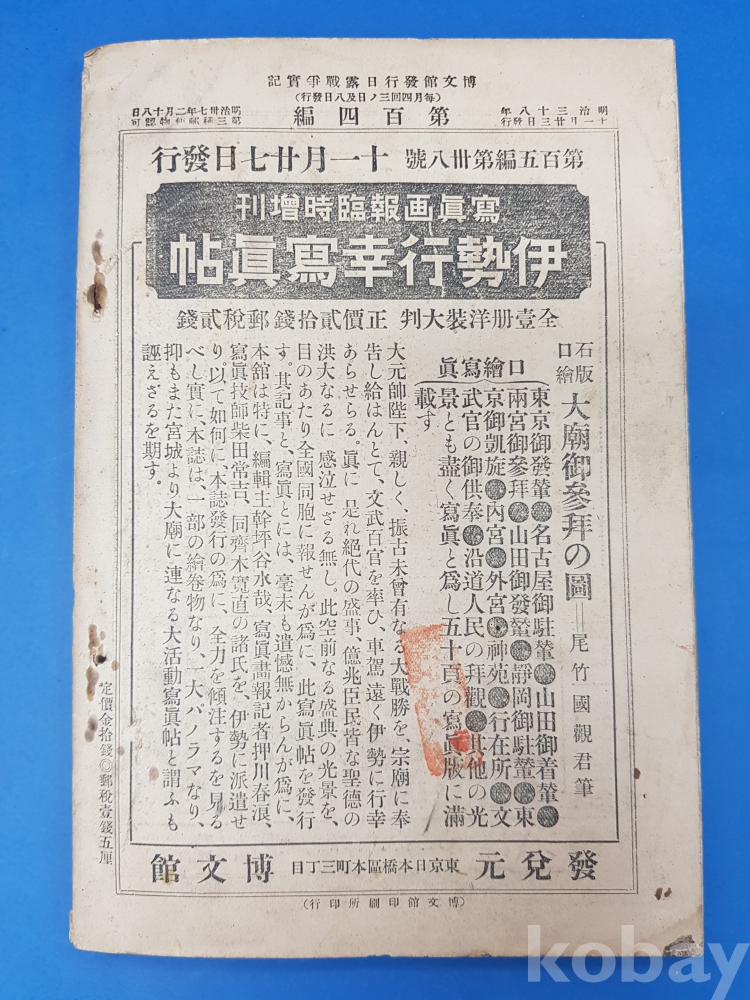 博文館發行日露戰爭實記
(毎月四回三ノ日及八日發行)
明治三十八年
十一月廿三日發行
第百四編
明治卅七年二月十八日
第三種郵便物認可
第百五編第卅八號 十一月廿七日發行
寫眞画報臨時增刊
伊勢行幸寫眞帖
全壹册洋裝大判 正價貳拾錢 郵稅貳錢
石版
口繪
大廟御參拜の圖=尾竹國觀君筆
口繪寫眞
東京御發輦●名古屋御駐輦●山田御着輦●
兩宮御參拜●山田御發輦●靜岡御駐輦●東
京御凱旋●內宮●外宮●神苑●行在所●文
武官の御供奉●沿道人民の拜觀●其他の光
景とも盡く寫眞と爲し五十頁の寫眞版に滿
載す
大元帥陛下、親しく、振古未曾有なる大戰勝を、宗廟に奉
告し給はんとて、文武百官を率ひ、車駕遠く伊勢に行幸
あらせらる。眞に 是れ絕代の盛事、億兆臣民皆な聖德の
洪大なるに 感泣せざる無し。此空前なる盛典の光景を、
目のあたり全國同胞に報せんが爲に、此寫眞帖を發行
す。其記事と、寫眞とには、毫末も遺憾無からんが爲に、
本舘は特に、編輯主幹坪谷水哉、寫眞畫報記者押川春浪、
寫眞技師柴田常吉、同齊木寬直の諸氏を、伊勢に派遣せ
り。以て如何に、本誌發行の爲に、全力を傾注するを見る
べし實に、本誌は、一部の繪卷物なり、一大パノラマなり、
抑もまた宮城より大廟に連なる大活動寫眞帖と謂ふも
誣えざるを期す。
發兌元 東京日本橋區本町三丁目 博文館
(博文館印刷所印行)
定價金拾錢◎郵稅壹錢五厘
kobay